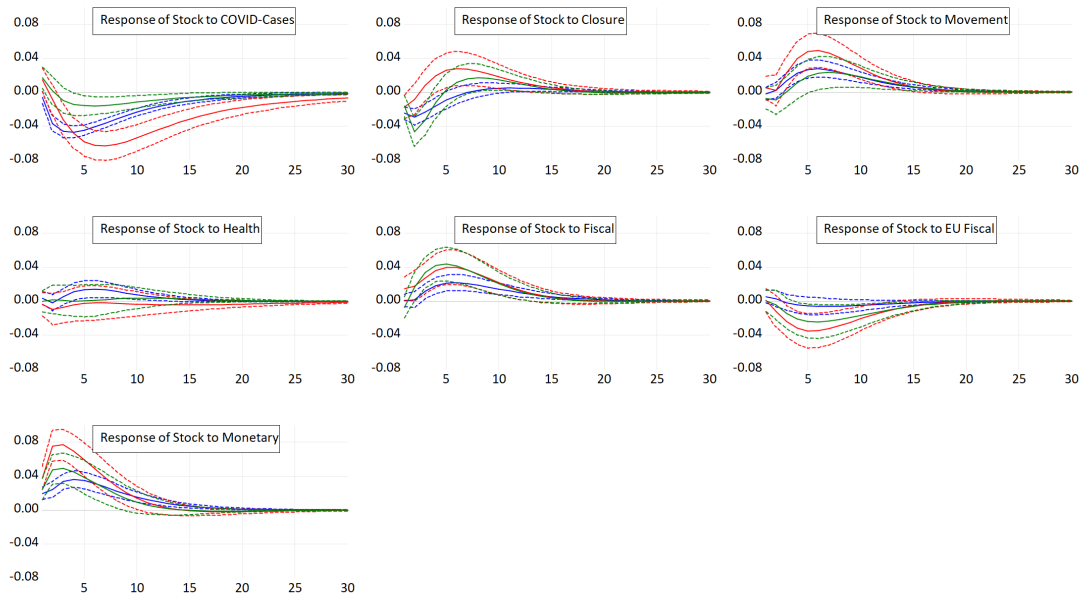 Response of Stock to COVID-Cases
0.08
0.04
0.00
-0.04
-0.08
5 10 15 20 25 30
Response of Stock to Closure
0.08
0.04
0.00
-0.04
-0.08
5 10 15 20 25 30
Response of Stock to Movement
0.08
0.04
0.00
-0.04
-0.08
5 10 15 20 25 30
Response of Stock to Health
0.08
0.04
0.00
-0.04
-0.08
5 10 15 20 25 30
Response of Stock to Fiscal
0.08
0.04
0.00
-0.04
-0.08
5 10 15 20 25 30
Response of Stock to EU Fiscal
0.08
0.04
0.00
-0.04
-0.08
5 10 15 20 25 30
Response of Stock to Monetary
0.08
0.04
0.00
-0.04
-0.08
5 10 15 20 25 30